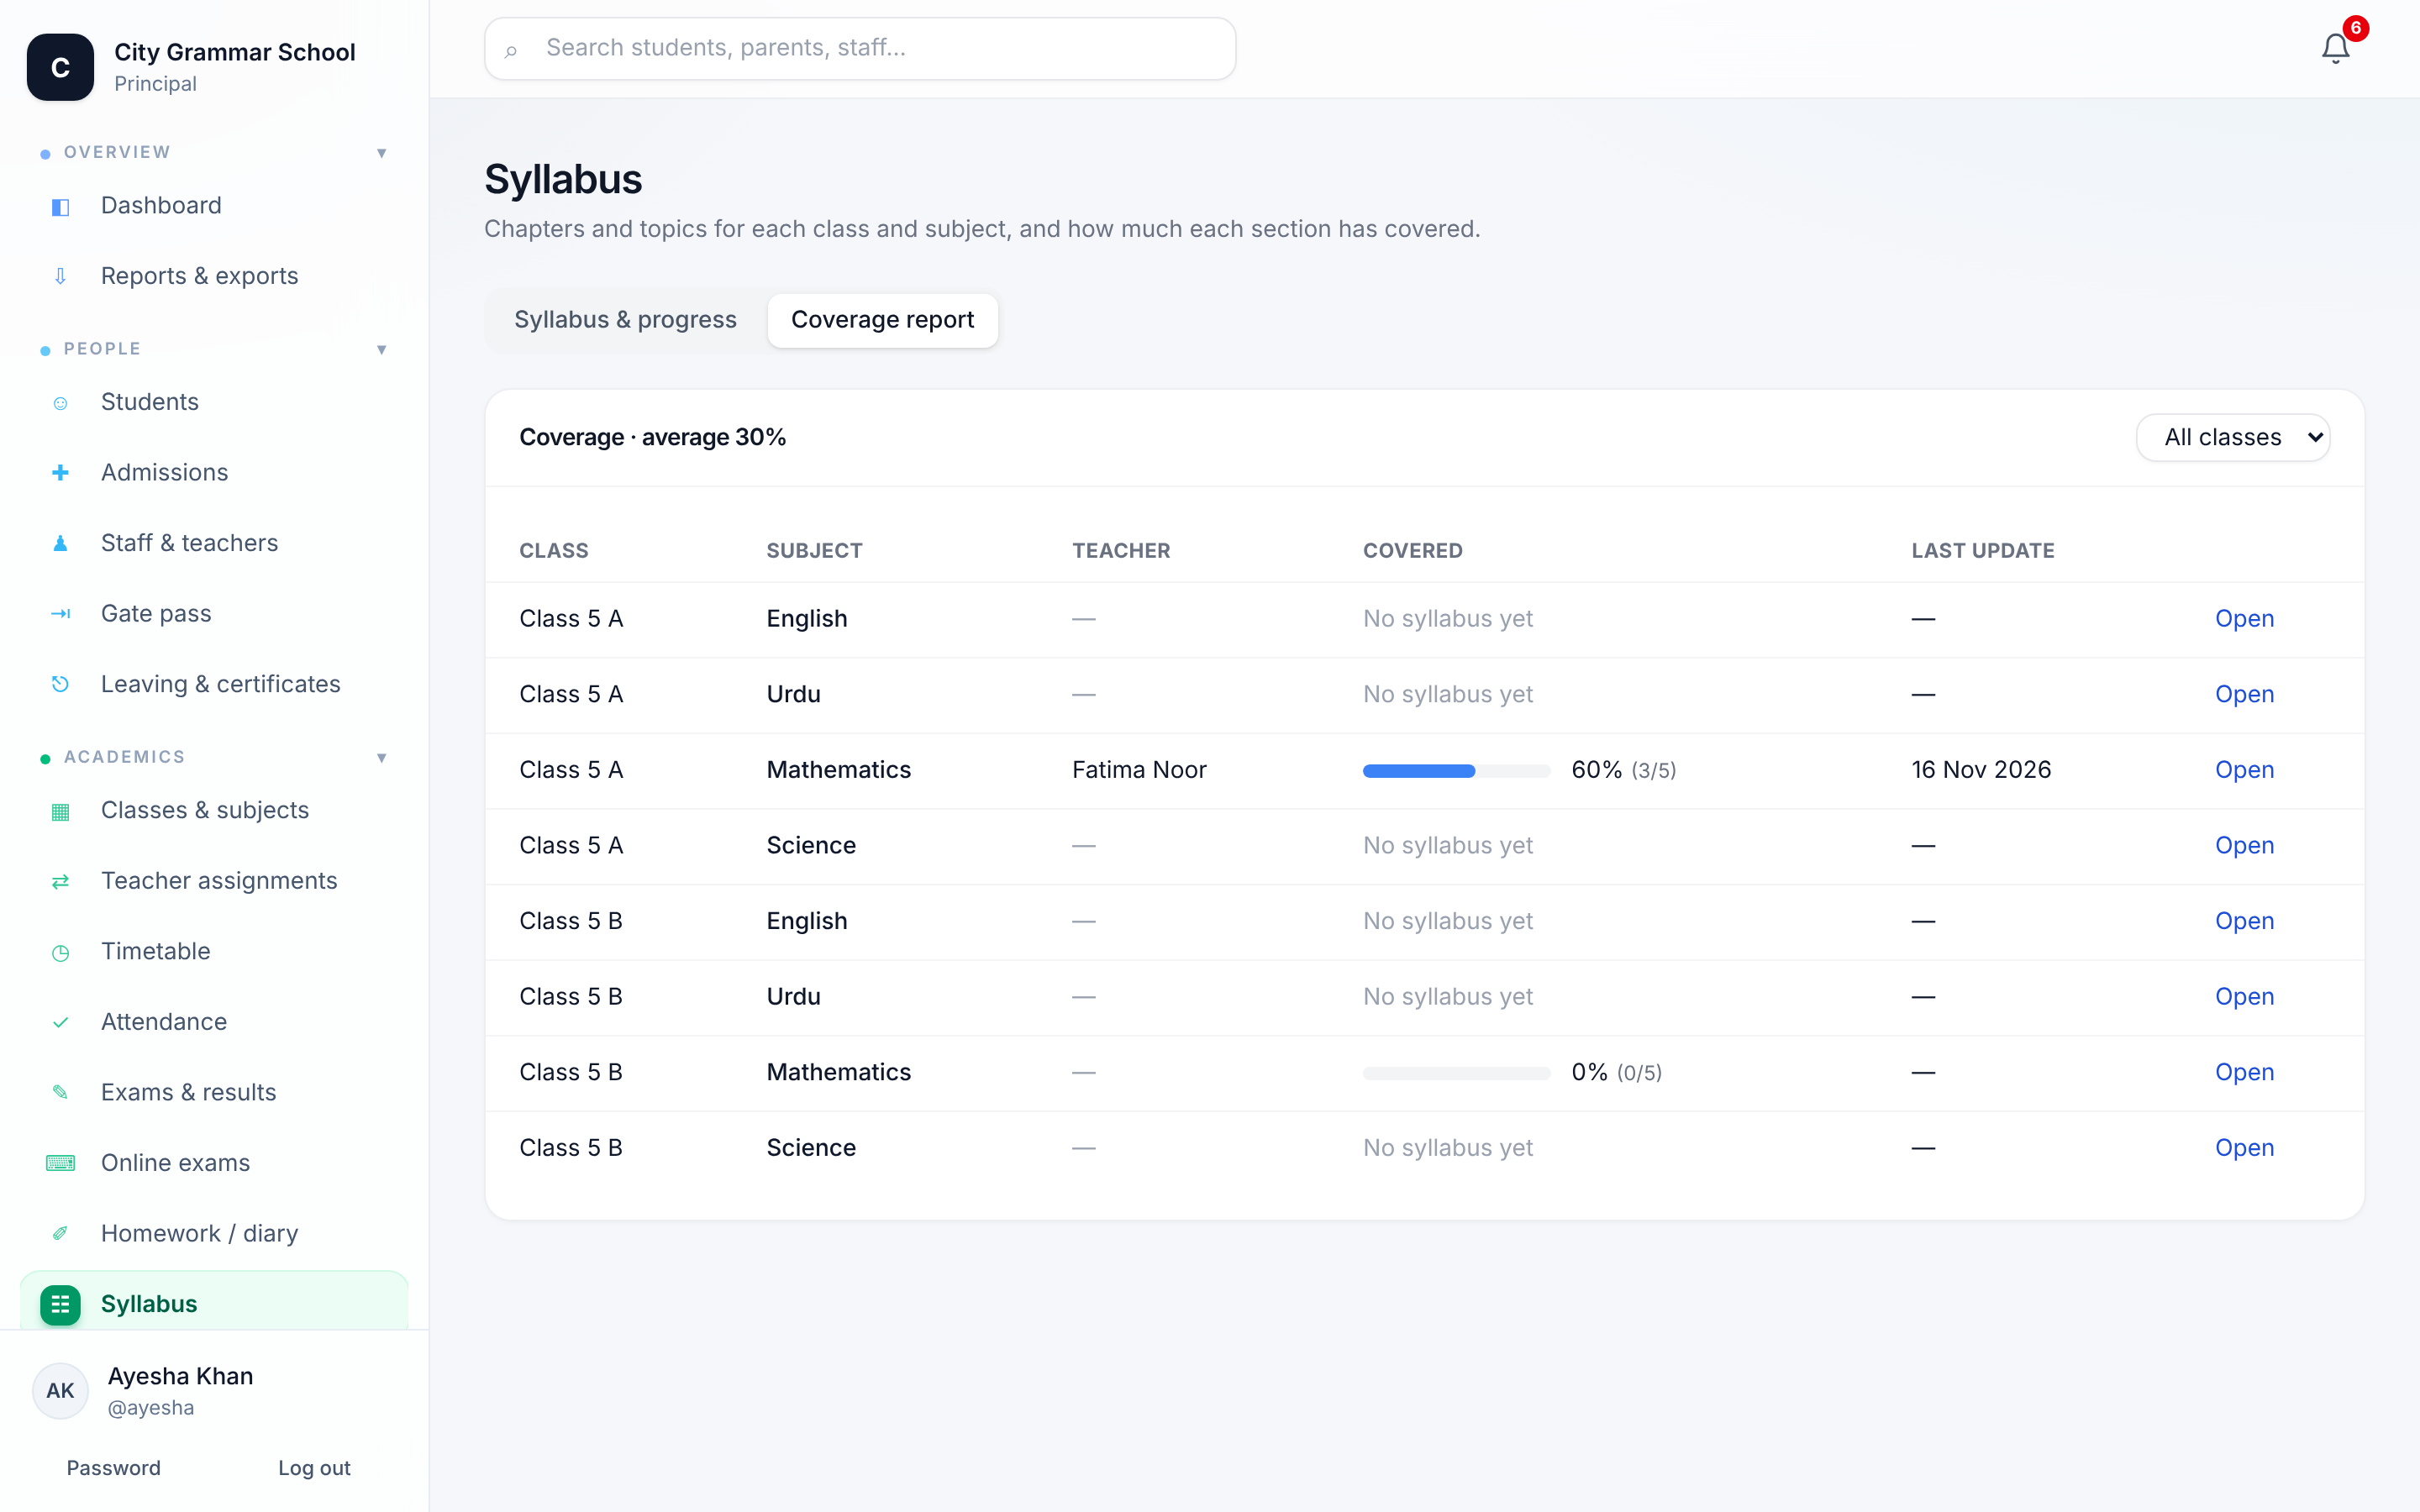 C
City Grammar School
Principal
OVERVIEW
Dashboard
Reports & exports
PEOPLE
Students
Admissions
Staff & teachers
Gate pass
Leaving & certificates
ACADEMICS
Classes & subjects
Teacher assignments
Timetable
Attendance
Exams & results
Online exams
Homework / diary
Syllabus
AK
Ayesha Khan
@ayesha
Password Log out
Search students, parents, staff...
6
Syllabus
Chapters and topics for each class and subject, and how much each section has covered.
Syllabus & progress Coverage report
Coverage · average 30% All classes
CLASS SUBJECT TEACHER COVERED LAST UPDATE
Class 5 A English — No syllabus yet — Open
Class 5 A Urdu — No syllabus yet — Open
Class 5 A Mathematics Fatima Noor 60% (3/5) 16 Nov 2026 Open
Class 5 A Science — No syllabus yet — Open
Class 5 B English — No syllabus yet — Open
Class 5 B Urdu — No syllabus yet — Open
Class 5 B Mathematics — 0% (0/5) — Open
Class 5 B Science — No syllabus yet — Open